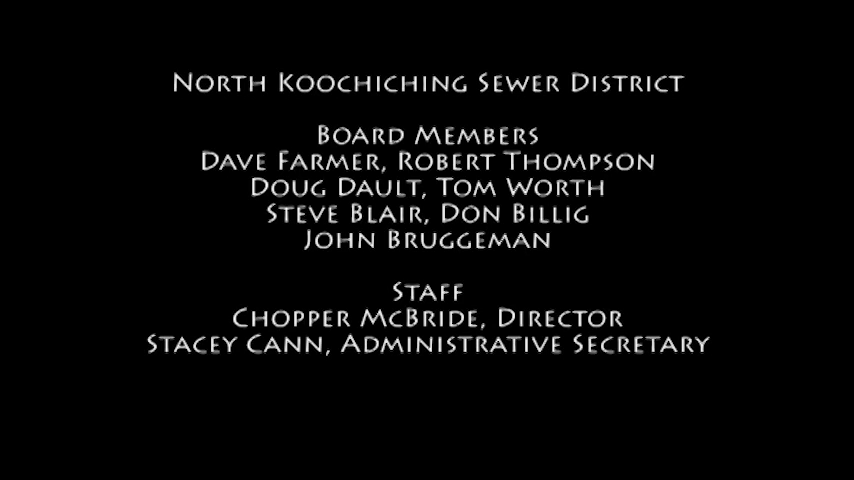 North Koochiching Sewer District
Board Members
Dave Farmer, Robert Thompson
Doug Dault, Tom Worth
Steve Blair, Don Billig
John Bruggeman
Staff
Chopper McBride, Director
Stacey Cann, Administrative Secretary